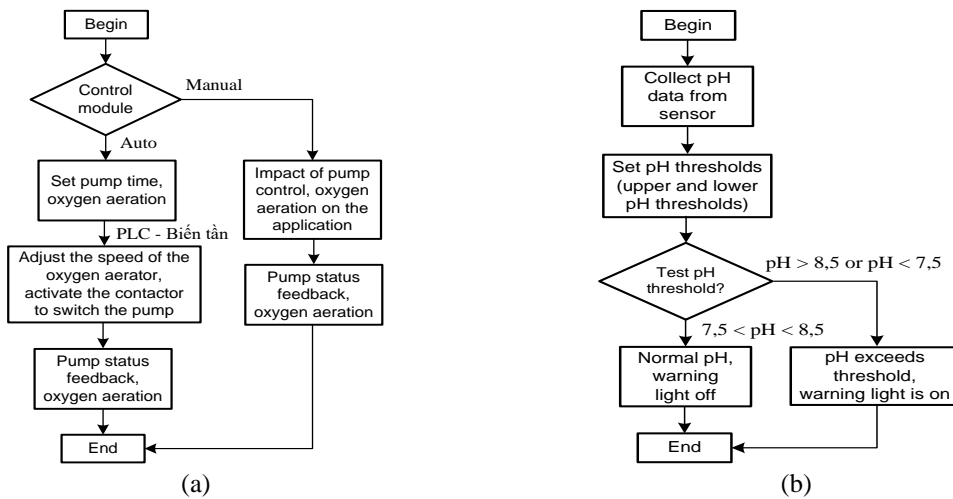 Begin
Control
module
Manual
Auto
Set pump time,
oxygen aeration
PLC - Biến tần
Adjust the speed of the
oxygen aerator,
activate the contactor
to switch the pump
Pump status
feedback,
oxygen aeration
Impact of pump
control, oxygen
aeration on the
application
Pump status
feedback,
oxygen aeration
End
(a)
Begin
Collect pH
data from
sensor
Set pH thresholds
(upper and lower
pH thresholds)
Test pH
threshold?
pH > 8,5 or pH < 7,5
7,5 < pH < 8,5
Normal pH,
warning
light off
pH exceeds
threshold,
warning light is on
End
(b)